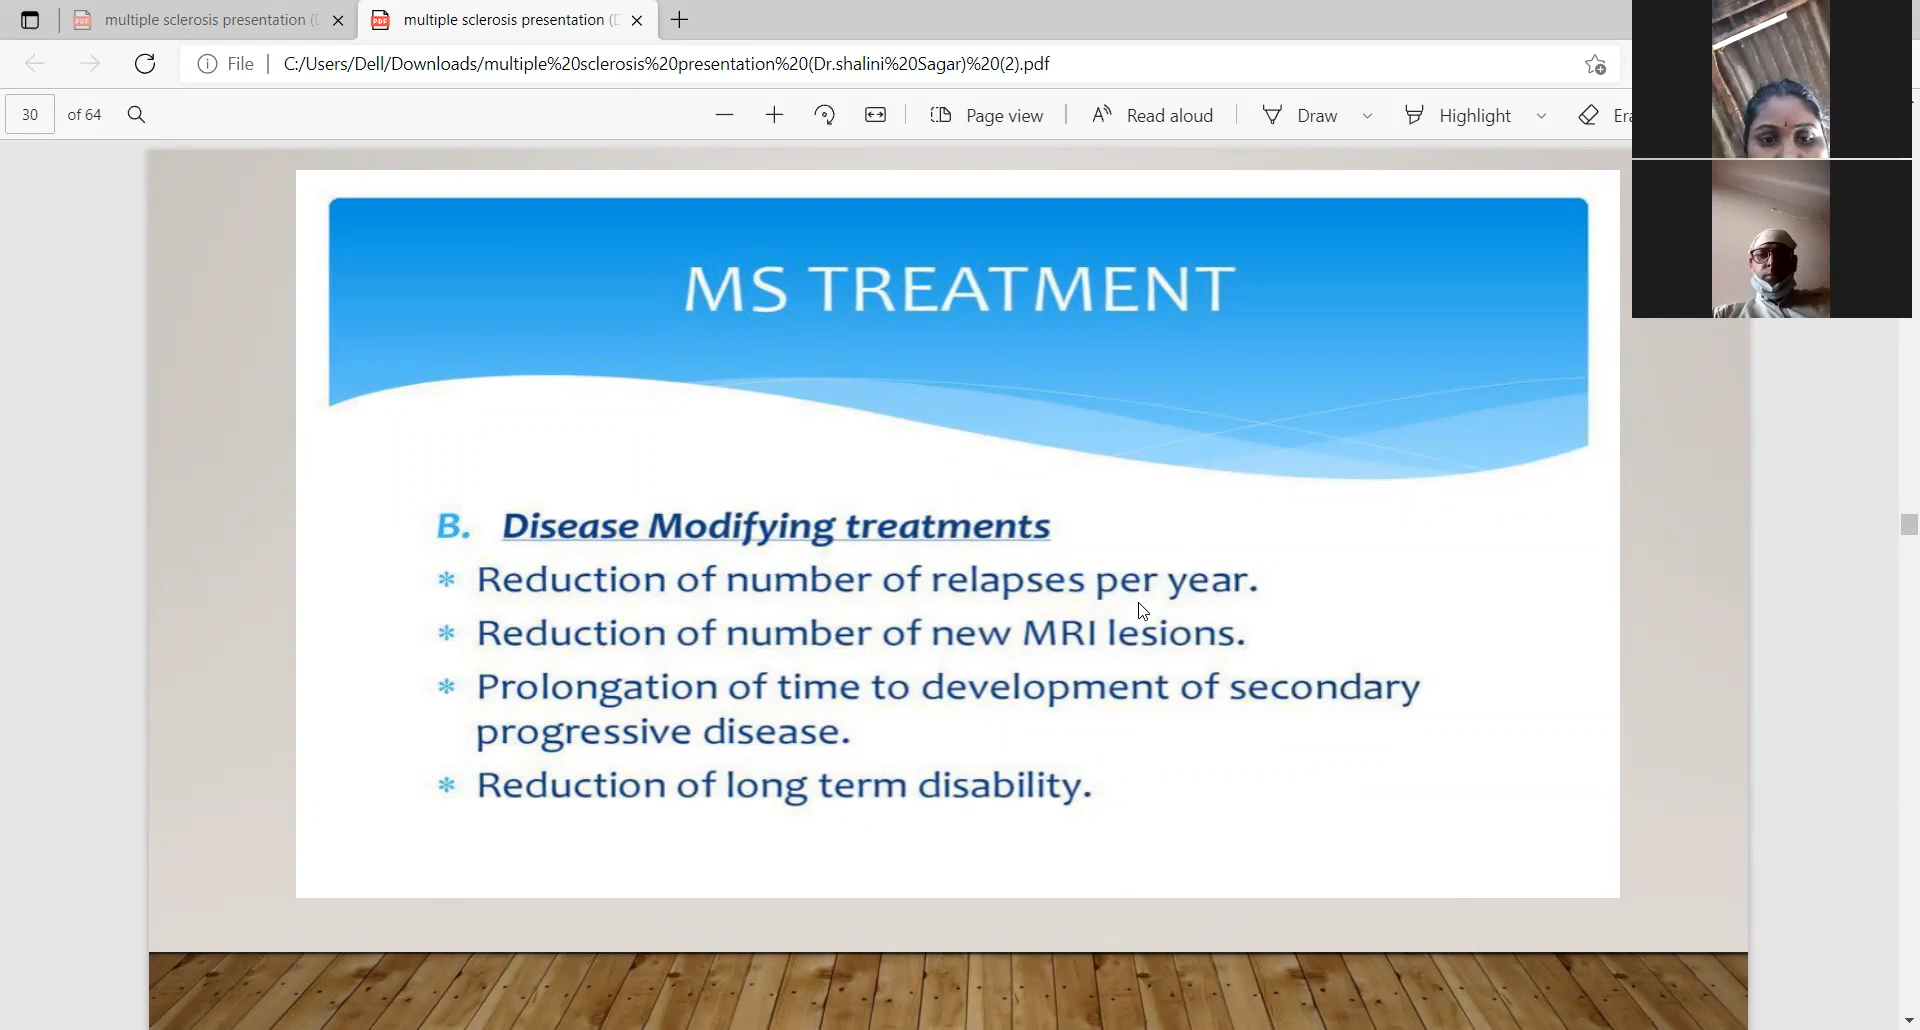 multiple sclerosis presentation (
multiple sclerosis presentation (
File
C:/Users/Dell/Downloads/multiple%20sclerosis%20presentation%20(Dr.shalini%20Sagar)%20(2).pdf
30 of 64
Page view
Read aloud
Draw
Highlight
Era
MS TREATMENT
B. Disease Modifying treatments
* Reduction of number of relapses per year.
* Reduction of number of new MRI lesions.
* Prolongation of time to development of secondary
progressive disease.
* Reduction of long term disability.